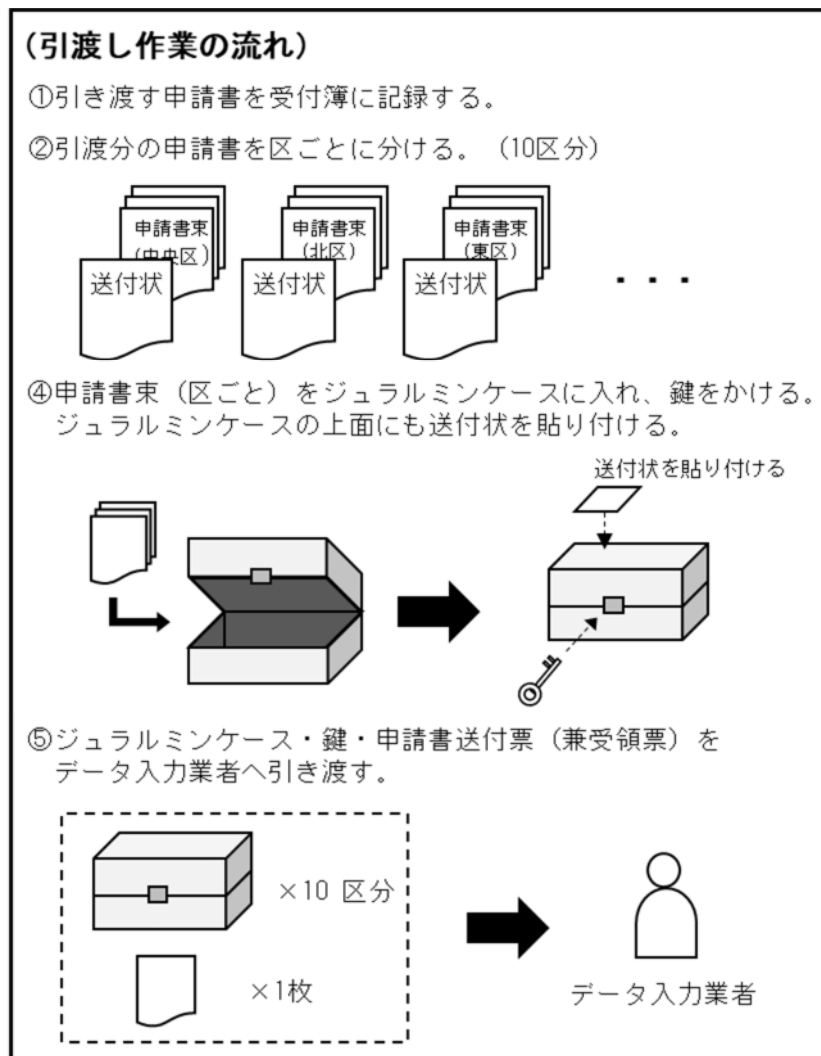 (引渡し作業の流れ)
①引き渡す申請書を受付簿に記録する。
②引渡分の申請書を区ごとに分ける。（10区分）
申請書束
(中央区)
送付状
申請書束
(北区)
送付状
申請書束
(東区)
送付状
・・・
④申請書束（区ごと）をジュラルミンケースに入れ、鍵をかける。
ジュラルミンケースの上面にも送付状を貼り付ける。
送付状を貼り付ける
⑤ジュラルミンケース・鍵・申請書送付票（兼受領票）を
データ入力業者へ引き渡す。
×10 区分
×1枚
データ入力業者